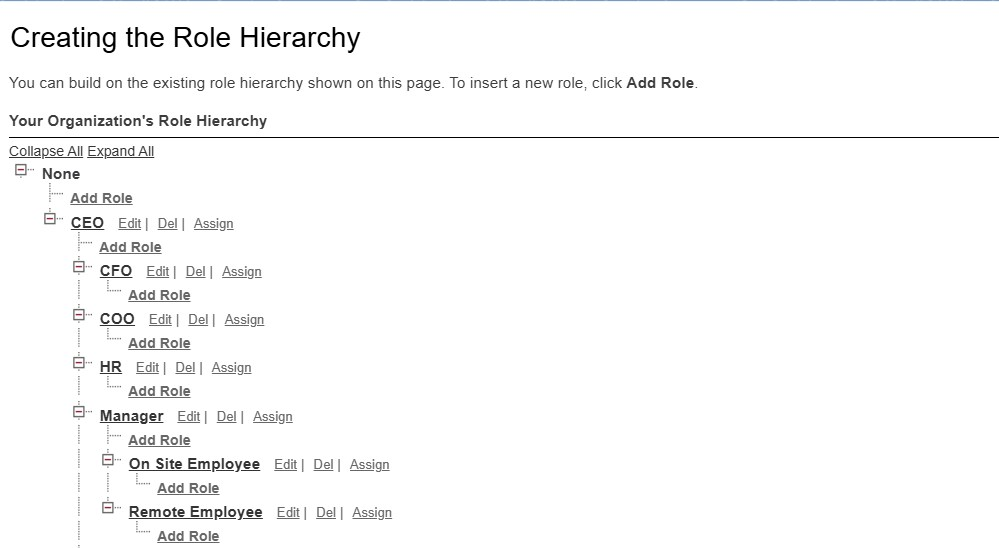 Creating the Role Hierarchy
You can build on the existing role hierarchy shown on this page. To insert a new role, click Add Role.
Your Organization's Role Hierarchy
Collapse All Expand All
None
Add Role
CEO Edit | Del | Assign
Add Role
CFO Edit | Del | Assign
Add Role
COO Edit | Del | Assign
Add Role
HR Edit | Del | Assign
Add Role
Manager Edit | Del | Assign
Add Role
On Site Employee Edit | Del | Assign
Add Role
Remote Employee Edit | Del | Assign
Add Role